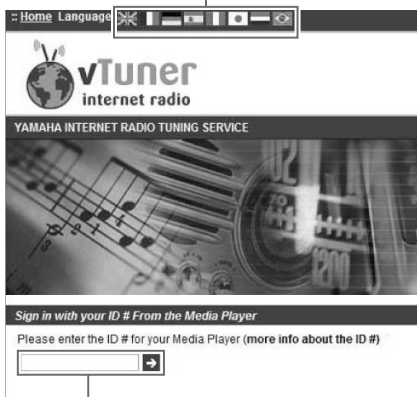 :: Home Language
vTuner
internet radio
YAMAHA INTERNET RADIO TUNING SERVICE
Sign in with your ID # From the Media Player
Please enter the ID # for your Media Player (more info about the ID #)